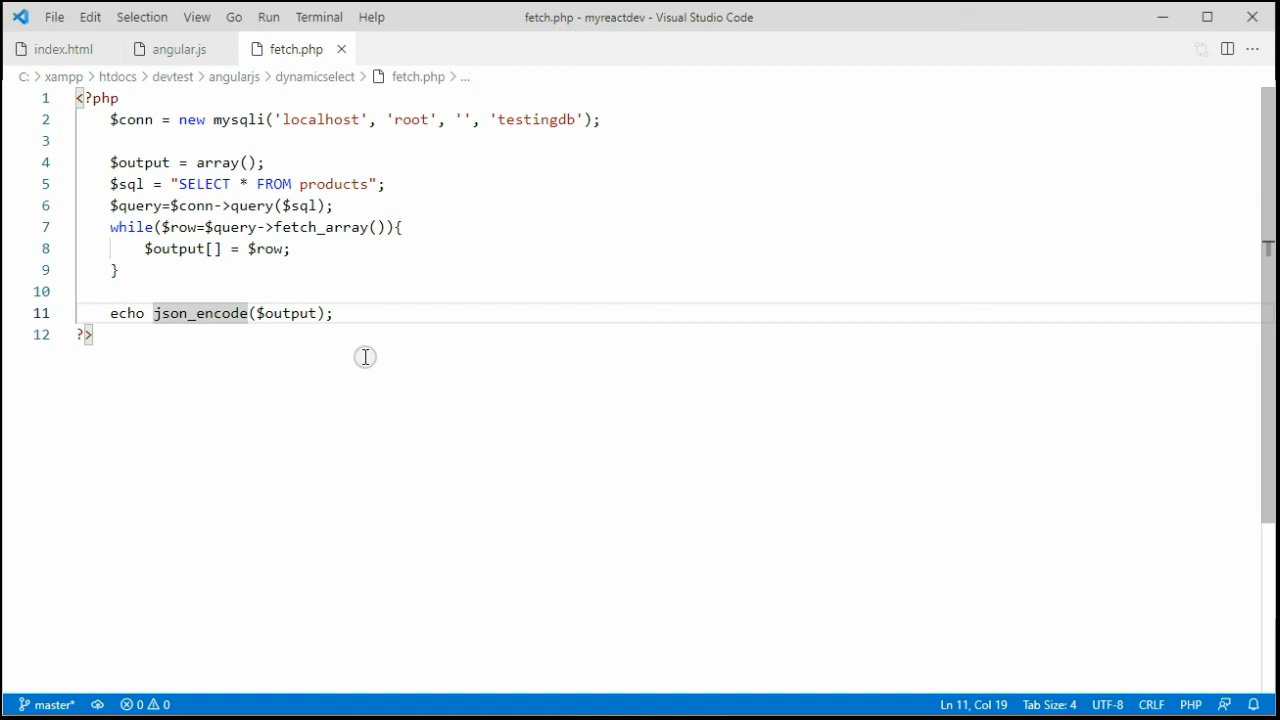 File Edit Selection View Go Run Terminal Help fetch.php - myreactdev - Visual Studio Code
index.html angular.js fetch.php
C: > xampp > htdocs > devtest > angularjs > dynamicselect > fetch.php > ...
1 <?php
2 $conn = new mysqli('localhost', 'root', '', 'testingdb');
3
4 $output = array();
5 $sql = "SELECT * FROM products";
6 $query=$conn->query($sql);
7 while($row=$query->fetch_array()){
8 $output[] = $row;
9 }
10
11 echo json_encode($output);
12 ?>
master* 0 0 Ln 11, Col 19 Tab Size: 4 UTF-8 CRLF PHP